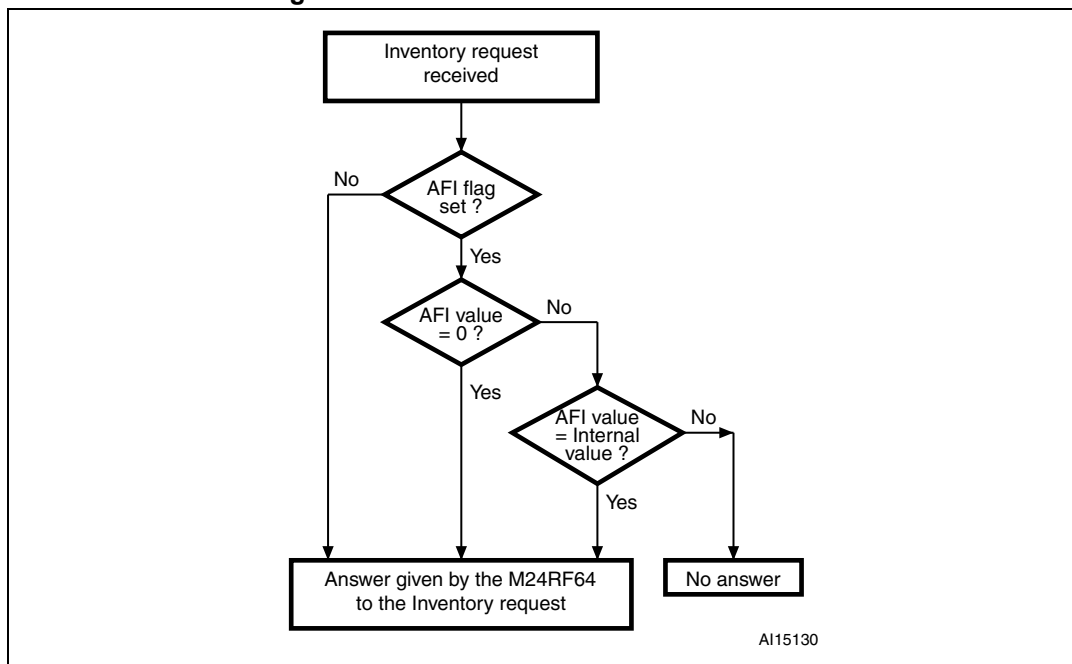 Inventory request
received
No
AFI flag
set ?
Yes
AFI value
= 0 ?
No
Yes
AFI value
= Internal
value ?
No
Yes
Answer given by the M24RF64
to the Inventory request
No answer
AI15130